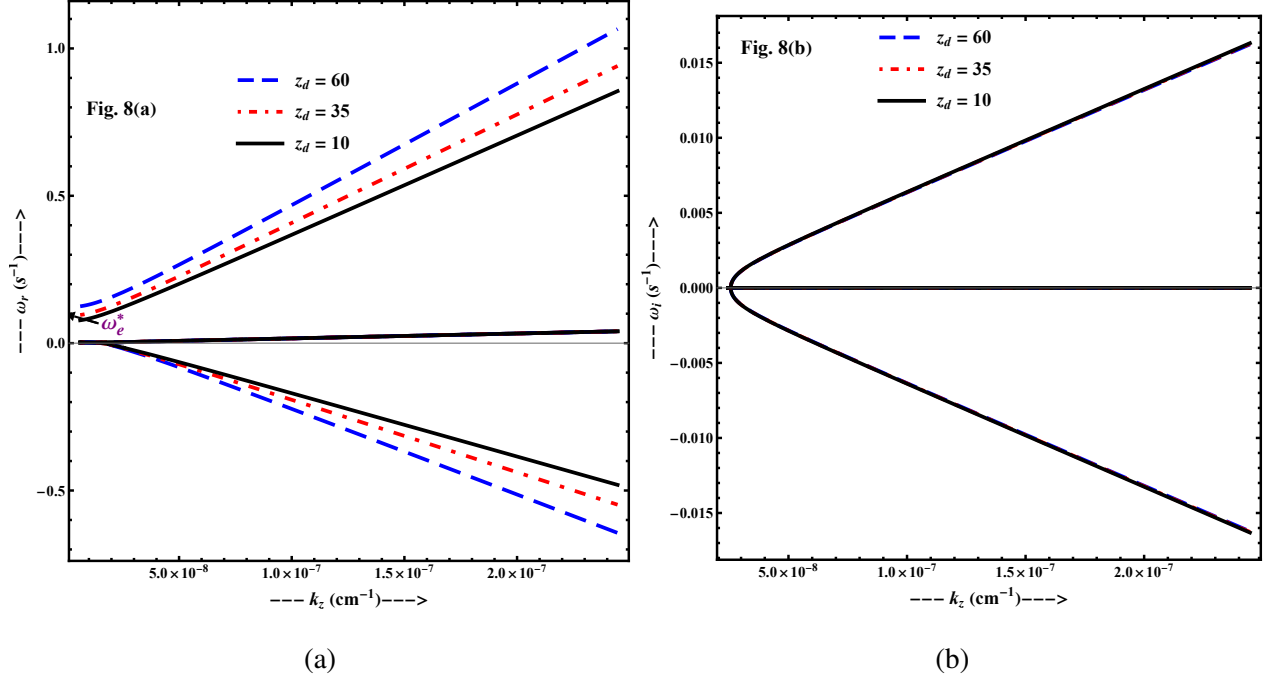 Fig. 8(a)
z_d = 60
z_d = 35
z_d = 10
1.0
0.5
0.0
−0.5
---- ω_r (s^{-1})---->
ω_e^*
5.0×10^{-8}
1.0×10^{-7}
1.5×10^{-7}
2.0×10^{-7}
--- k_z (cm^{-1})--->
(a)
Fig. 8(b)
z_d = 60
z_d = 35
z_d = 10
0.015
0.010
0.005
0.000
−0.005
−0.010
−0.015
---- ω_i (s^{-1})---->
5.0×10^{-8}
1.0×10^{-7}
1.5×10^{-7}
2.0×10^{-7}
--- k_z (cm^{-1})--->
(b)